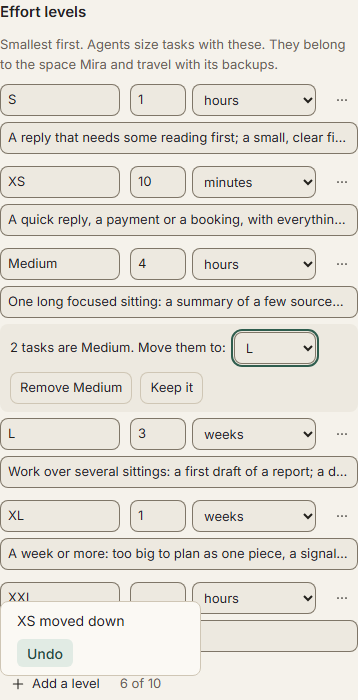 Effort levels
Smallest first. Agents size tasks with these. They belong
to the space Mira and travel with its backups.
S 1 hours ...
A reply that needs some reading first; a small, clear fi...
XS 10 minutes ...
A quick reply, a payment or a booking, with everythin...
Medium 4 hours ...
One long focused sitting: a summary of a few source...
2 tasks are Medium. Move them to: L
Remove Medium Keep it
L 3 weeks ...
Work over several sittings: a first draft of a report; a d...
XL 1 weeks ...
A week or more: too big to plan as one piece, a signal...
XXL hours ...
XS moved down
Undo
+ Add a level 6 of 10